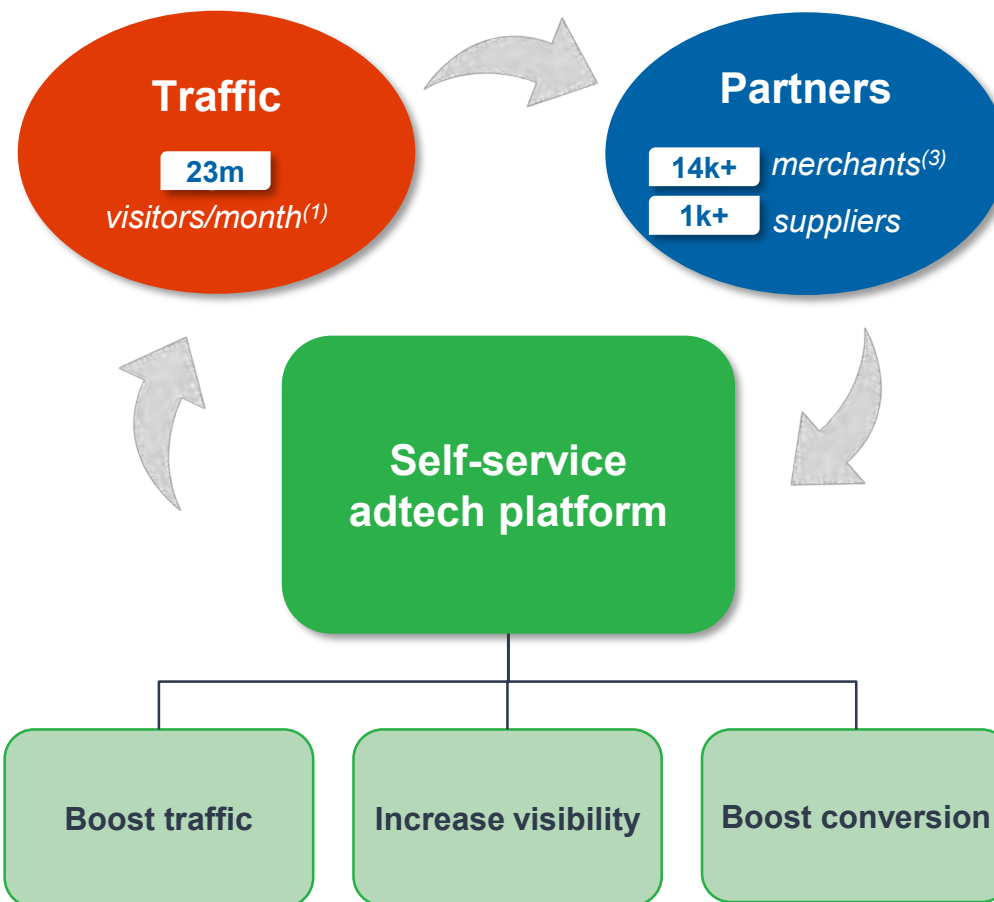 Traffic
23m
visitors/month(1)
Partners
14k+ merchants(3)
1k+ suppliers
Self-service
adtech platform
Boost traffic
Increase visibility
Boost conversion